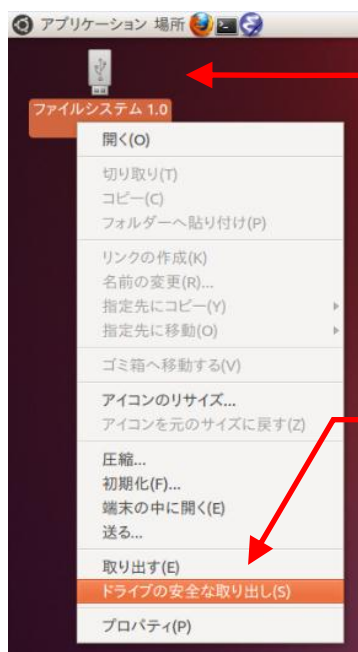 アプリケーション 場所
ファイルシステム 1.0
開く(O)
切り取り(T)
コピー(C)
フォルダーへ貼り付け(P)
リンクの作成(K)
名前の変更(R)...
指定先にコピー(Y)
指定先に移動(O)
ゴミ箱へ移動する(V)
アイコンのリサイズ...
アイコンを元のサイズに戻す(Z)
圧縮...
初期化(F)...
端末の中に開く(E)
送る...
取り出す(E)
ドライブの安全な取り出し(S)
プロパティ(P)